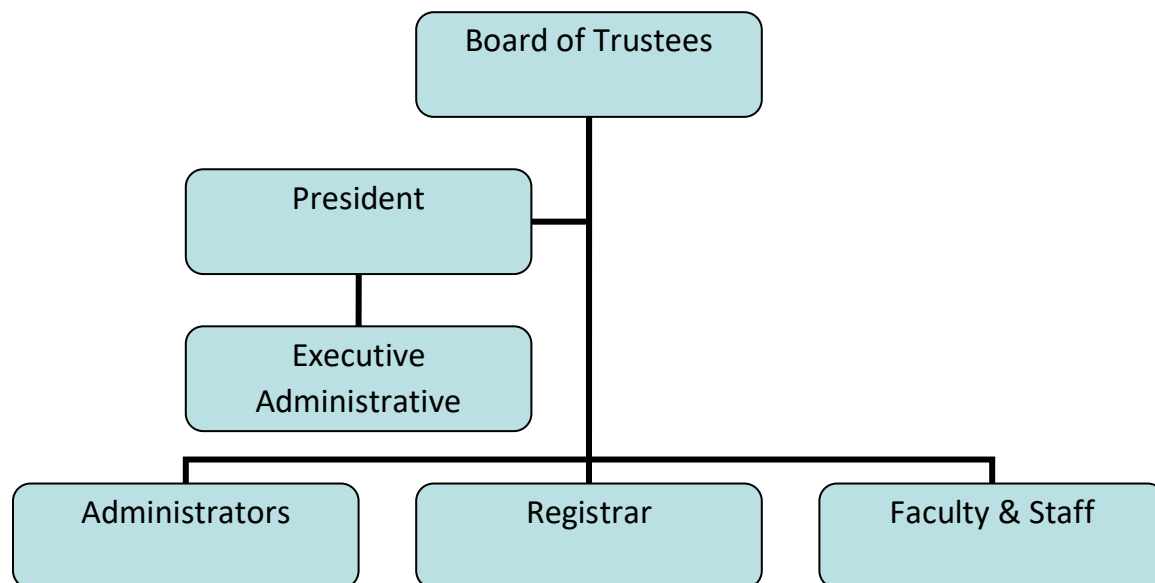 Board of Trustees
President
Executive
Administrative
Administrators
Registrar
Faculty & Staff